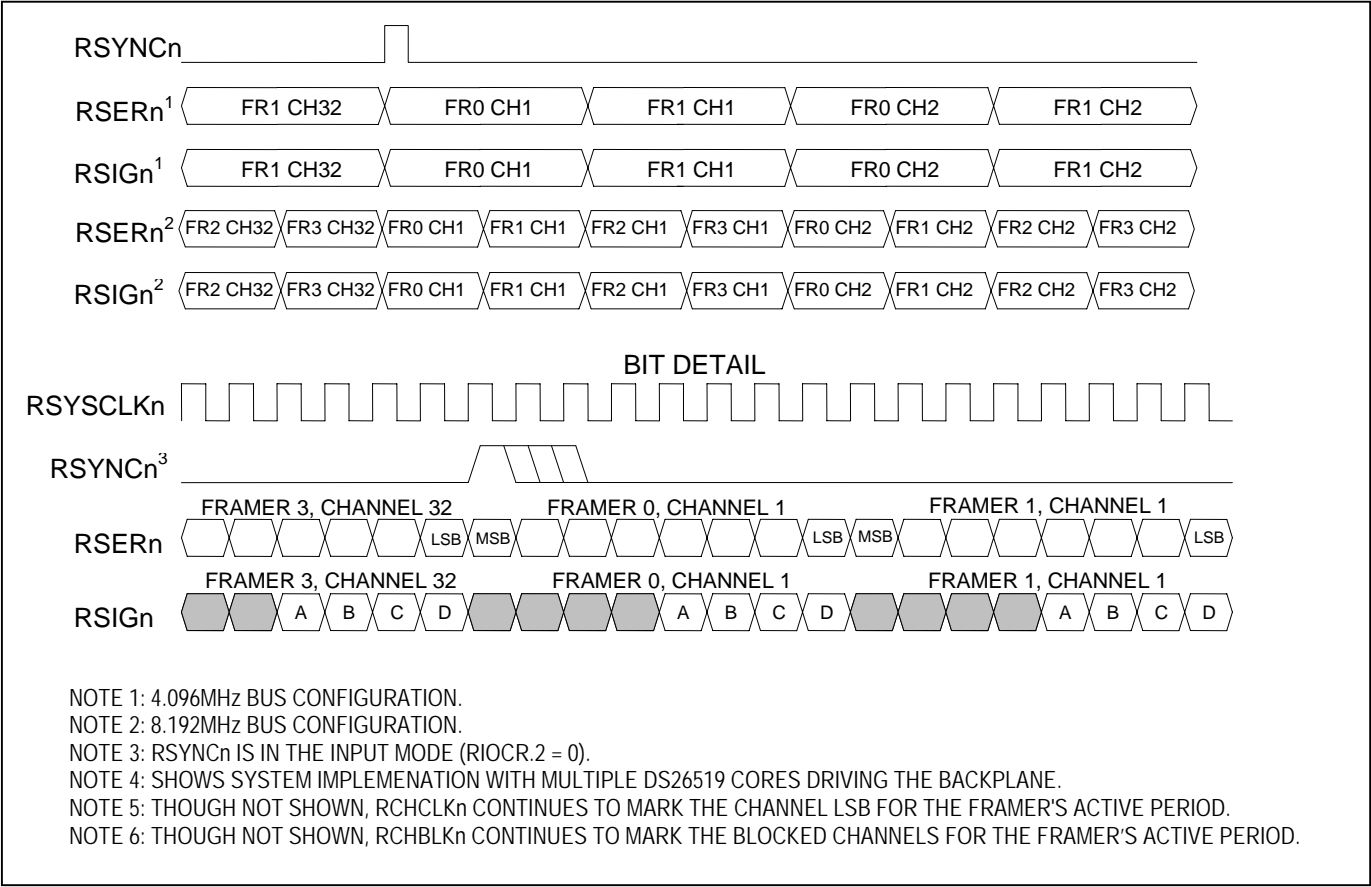 RSYNCn
RSERn1 FR1 CH32 FR0 CH1 FR1 CH1 FR0 CH2 FR1 CH2
RSIGn1 FR1 CH32 FR0 CH1 FR1 CH1 FR0 CH2 FR1 CH2
RSERn2 FR2 CH32 FR3 CH32 FR0 CH1 FR1 CH1 FR2 CH1 FR3 CH1 FR0 CH2 FR1 CH2 FR2 CH2 FR3 CH2
RSIGn2 FR2 CH32 FR3 CH32 FR0 CH1 FR1 CH1 FR2 CH1 FR3 CH1 FR0 CH2 FR1 CH2 FR2 CH2 FR3 CH2
BIT DETAIL
RSYSCLKn
RSYNCn3
FRAMER 3, CHANNEL 32 FRAMER 0, CHANNEL 1 FRAMER 1, CHANNEL 1
RSERn LSB MSB LSB MSB LSB
FRAMER 3, CHANNEL 32 FRAMER 0, CHANNEL 1 FRAMER 1, CHANNEL 1
RSIGn A B C D A B C D A B C D
NOTE 1: 4.096MHz BUS CONFIGURATION.
NOTE 2: 8.192MHz BUS CONFIGURATION.
NOTE 3: RSYNCn IS IN THE INPUT MODE (RIOCR.2 = 0).
NOTE 4: SHOWS SYSTEM IMPLEMENATION WITH MULTIPLE DS26519 CORES DRIVING THE BACKPLANE.
NOTE 5: THOUGH NOT SHOWN, RCHCLKn CONTINUES TO MARK THE CHANNEL LSB FOR THE FRAMER'S ACTIVE PERIOD.
NOTE 6: THOUGH NOT SHOWN, RCHBLKn CONTINUES TO MARK THE BLOCKED CHANNELS FOR THE FRAMER'S ACTIVE PERIOD.